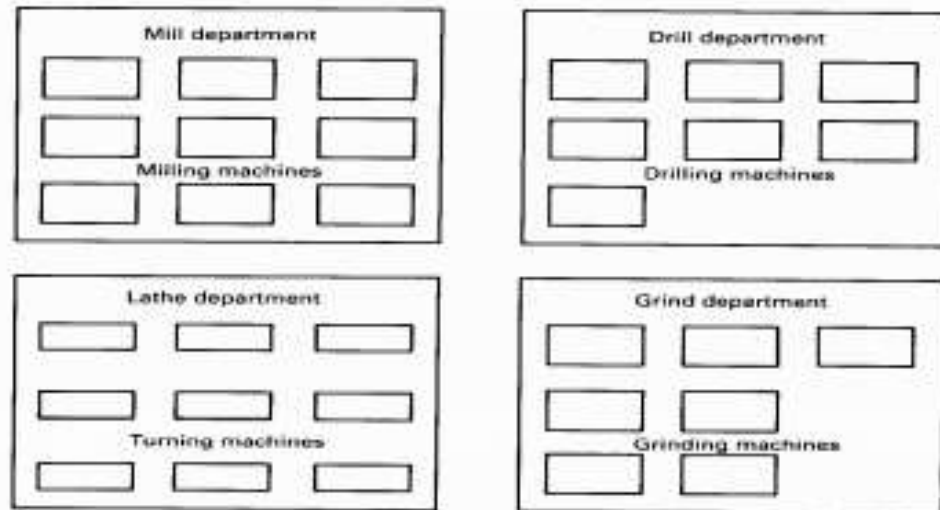 Mill department
Milling machines
Drill department
Drilling machines
Lathe department
Turning machines
Grind department
Grinding machines